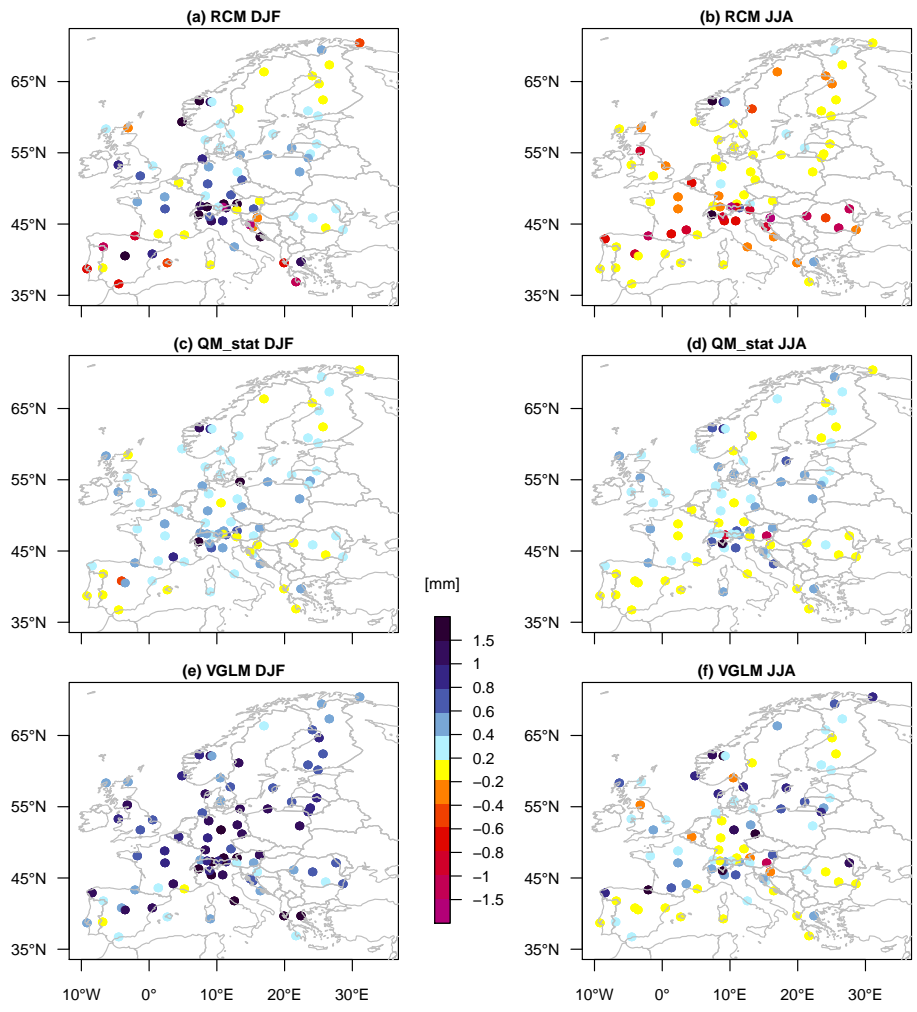 (a) RCM DJF
(b) RCM JJA
65°N
65°N
55°N
55°N
45°N
45°N
35°N
35°N
(c) QM_stat DJF
(d) QM_stat JJA
65°N
65°N
55°N
55°N
45°N
45°N
35°N
35°N
[mm]
1.5
1
0.8
0.6
0.4
0.2
−0.2
−0.4
−0.6
−0.8
−1
−1.5
(e) VGLM DJF
(f) VGLM JJA
65°N
65°N
55°N
55°N
45°N
45°N
35°N
35°N
10°W 0° 10°E 20°E 30°E
10°W 0° 10°E 20°E 30°E